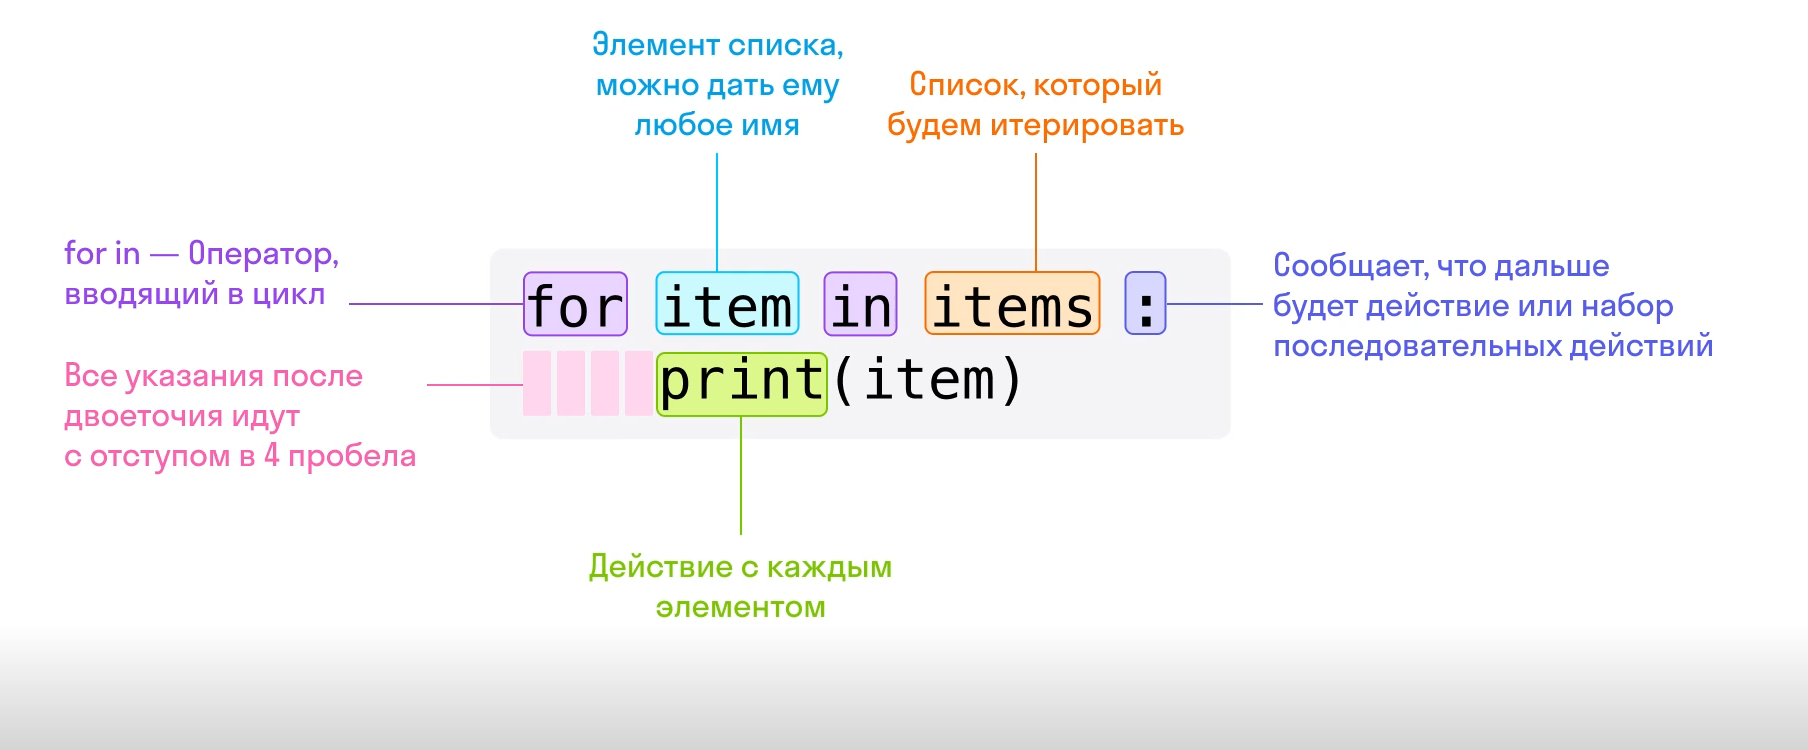 Элемент списка,
можно дать ему
любое имя
Список, который
будем итерировать
for in — Оператор,
вводящий в цикл
Сообщает, что дальше
будет действие или набор
последовательных действий
for item in items :
print(item)
Все указания после
двоеточия идут
с отступом в 4 пробела
Действие с каждым
элементом